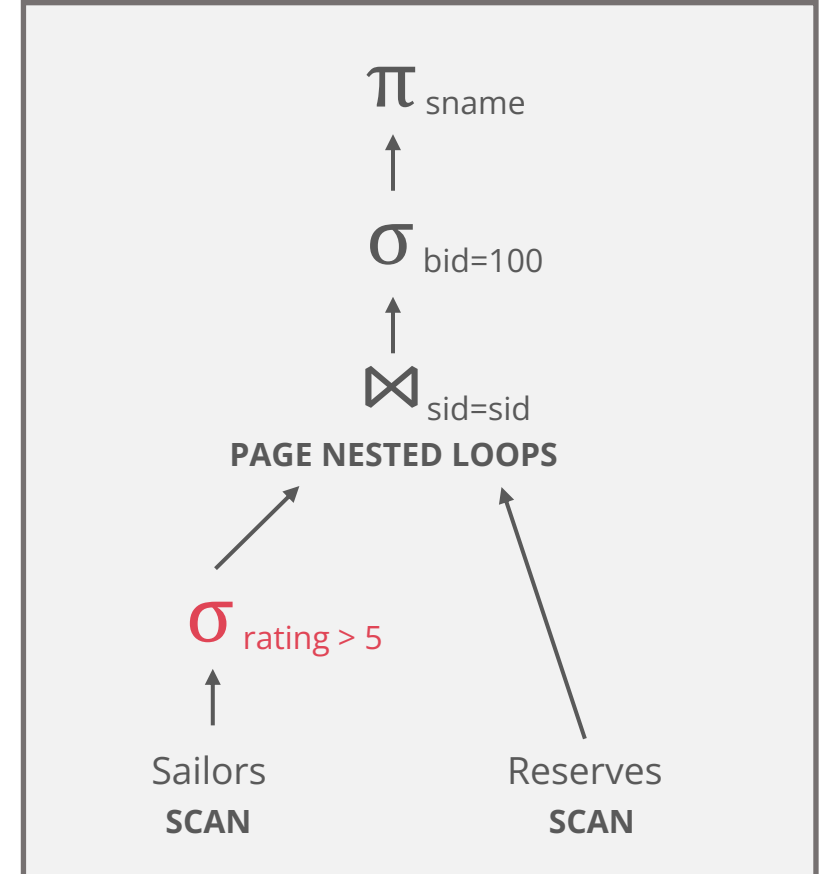 π sname
σ bid=100
⋈ sid=sid
PAGE NESTED LOOPS
σ rating > 5
Sailors
SCAN
Reserves
SCAN